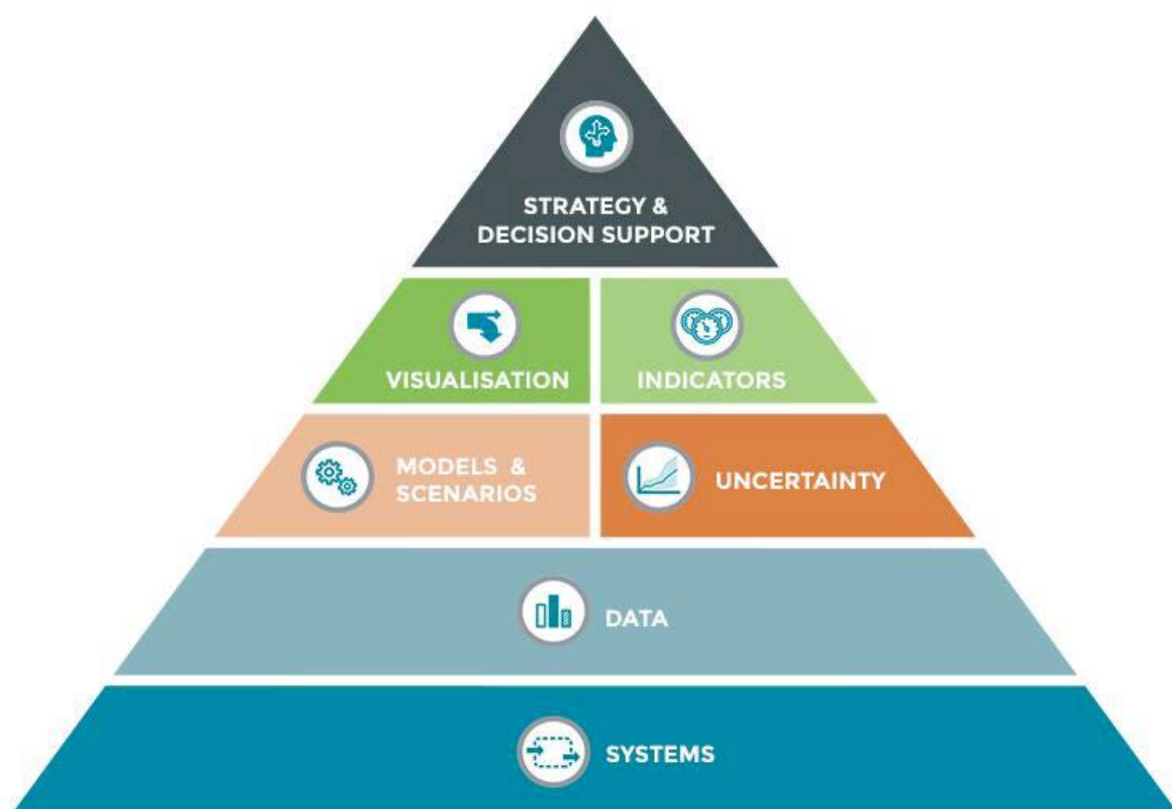 STRATEGY &
DECISION SUPPORT
VISUALISATION
INDICATORS
MODELS &
SCENARIOS
UNCERTAINTY
DATA
SYSTEMS